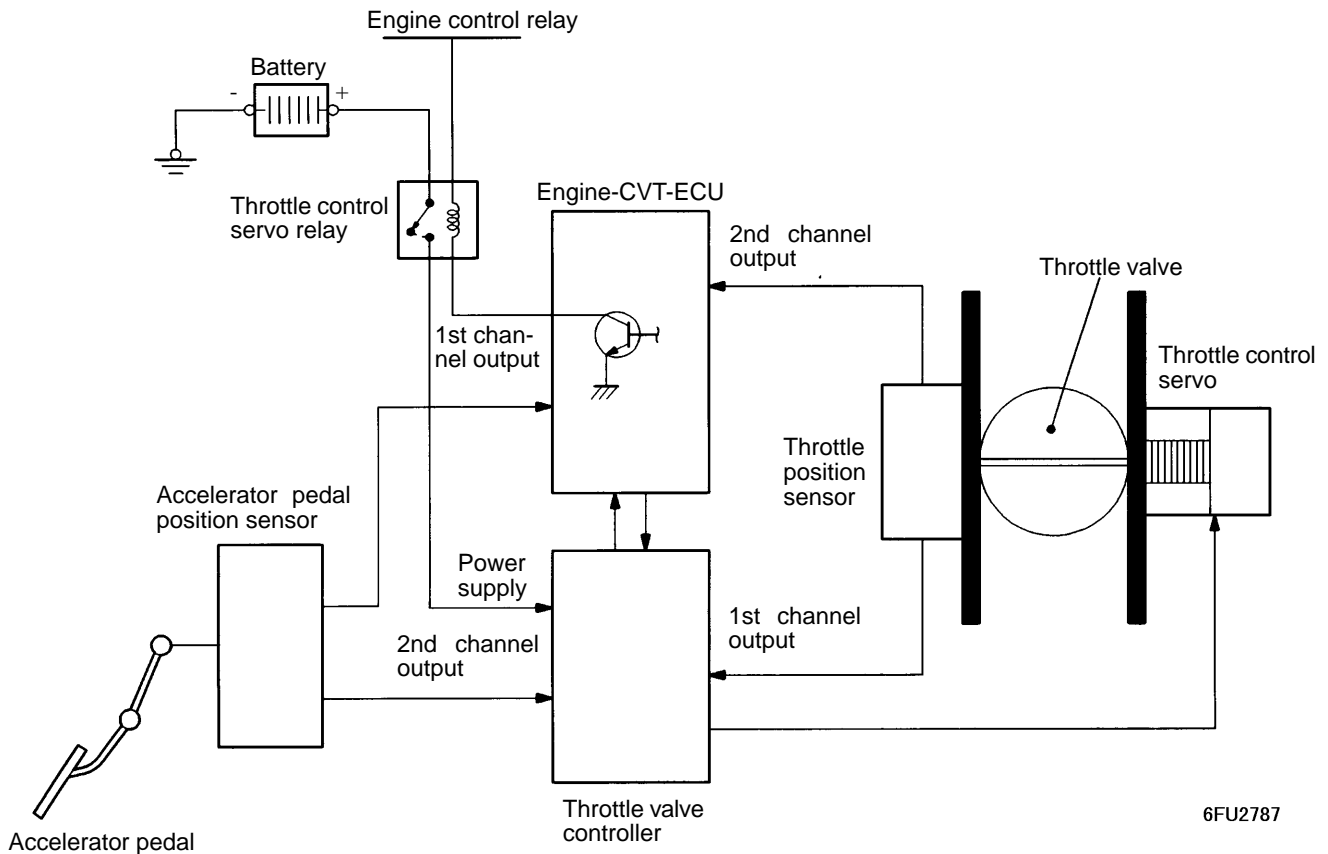 Engine control relay
Battery
-
+
Throttle control
servo relay
Engine-CVT-ECU
2nd channel
output
Throttle valve
1st chan-
nel output
Throttle control
servo
Throttle
position
sensor
Accelerator pedal
position sensor
Power
supply
1st channel
output
2nd channel
output
Throttle valve
controller
6FU2787
Accelerator pedal